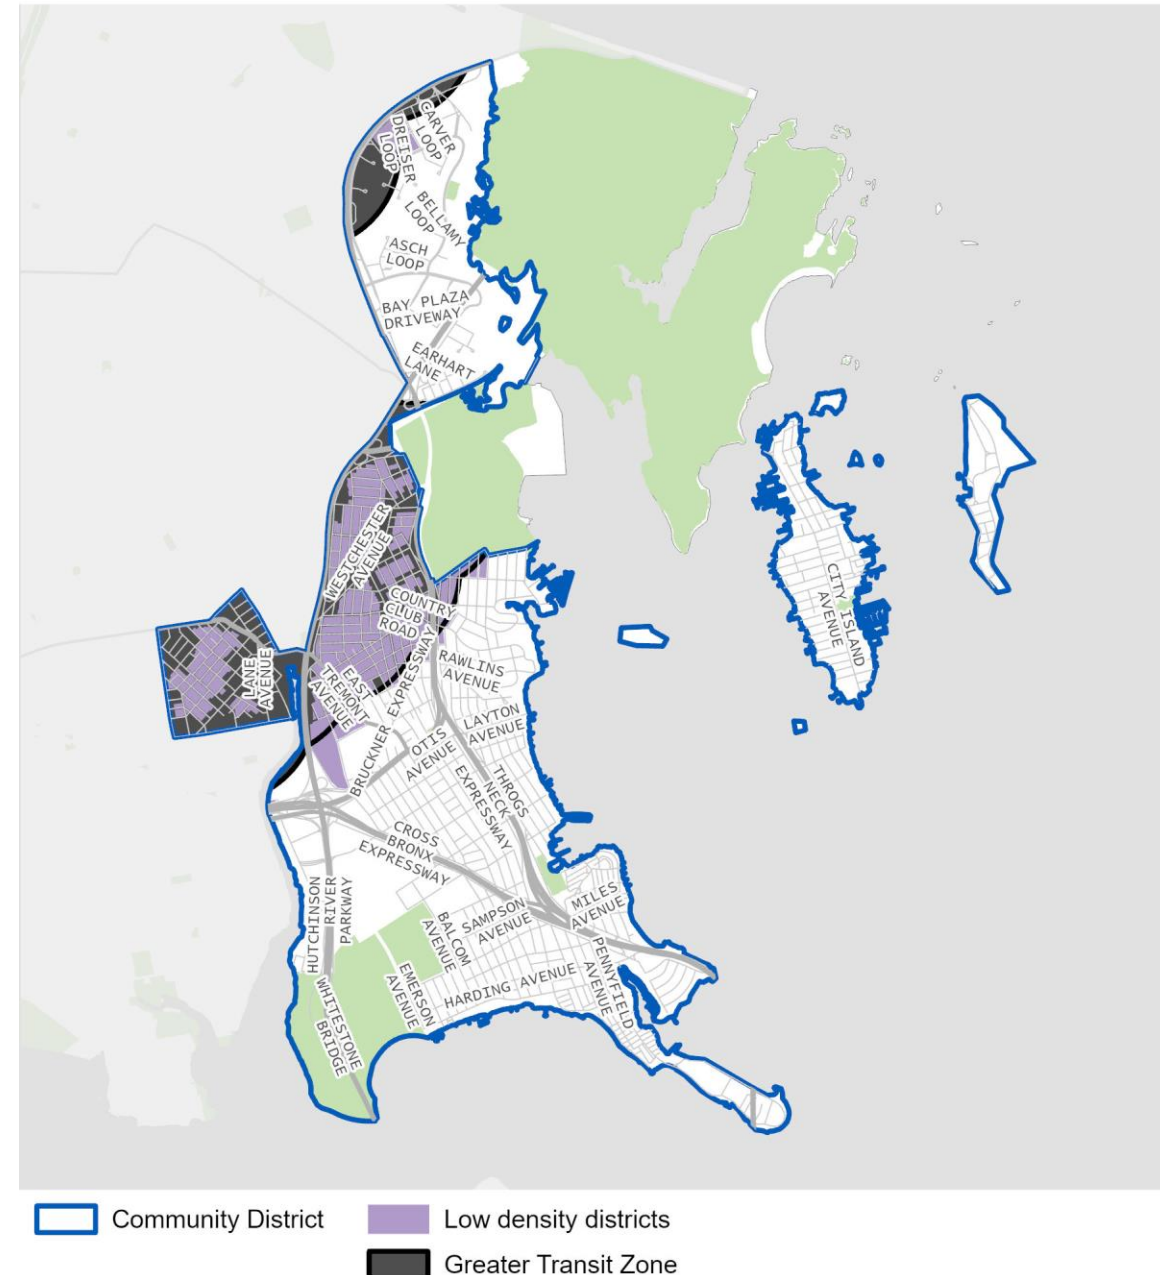 CARVER
LOOP
DREISER
LOOP
BELLAMY
LOOP
ASCH
LOOP
BAY PLAZA
DRIVEWAY
EARHART
LANE
WESTCHESTER
AVENUE
COUNTRY
CLUB
ROAD
CITY ISLAND
AVENUE
LANE
AVENUE
EAST
TREMONT
AVENUE
RAWLINS
AVENUE
BRUCKNER EXPRESSWAY
LAYTON
AVENUE
OTIS
AVENUE
THROGS
NECK
EXPRESSWAY
CROSS
BRONX
EXPRESSWAY
HUTCHINSON
RIVER
PARKWAY
BALCOM
AVENUE
SAMPSON
AVENUE
MILES
AVENUE
PENNYFIELD
AVENUE
EMERSON
AVENUE
HARDING AVENUE
WHITESTONE
BRIDGE
Community District
Low density districts
Greater Transit Zone